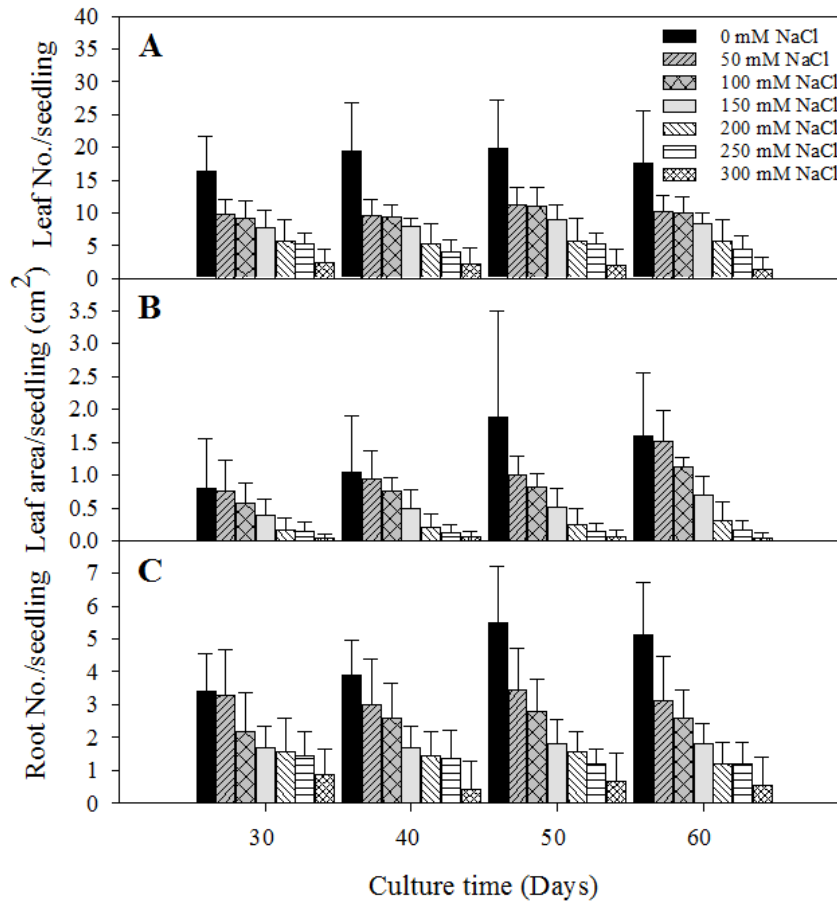 A
Leaf No./seedling
40
35
30
25
20
15
10
5
0
0 mM NaCl
50 mM NaCl
100 mM NaCl
150 mM NaCl
200 mM NaCl
250 mM NaCl
300 mM NaCl
B
Leaf area/seedling (cm²)
3.5
3.0
2.5
2.0
1.5
1.0
0.5
0.0
C
Root No./seedling
7
6
5
4
3
2
1
0
30 40 50 60
Culture time (Days)